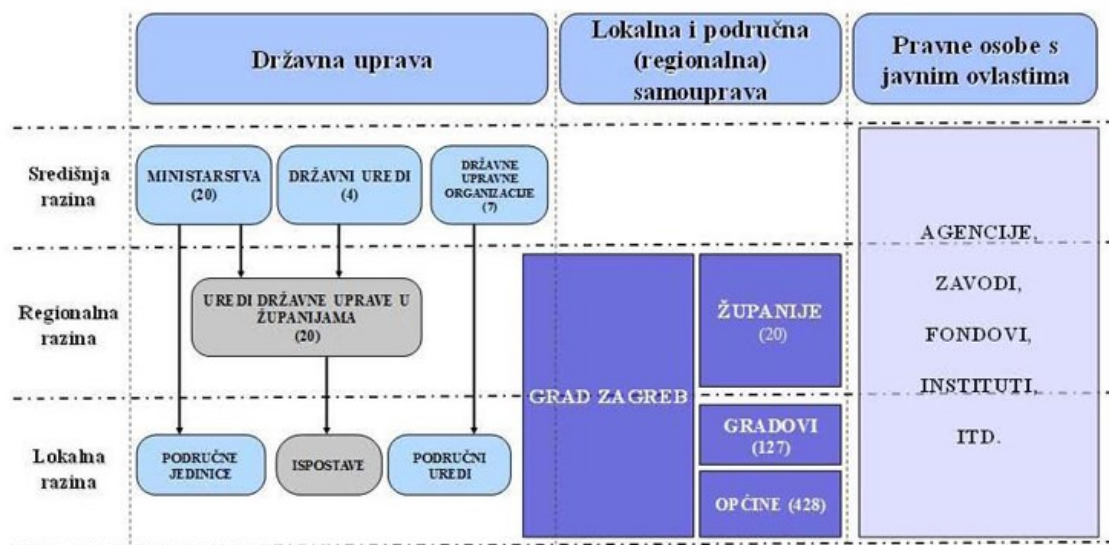 Državna uprava
Lokalna i područna
(regionalna)
samouprava
Pravne osobe s
javnim ovlastima
Središnja
razina
MINISTARSTVA
(20)
DRŽAVNI UREDI
(4)
DRŽAVNE
UPRAVNE
ORGANIZACIJE
(7)
Regionalna
razina
UREDI DRŽAVNE UPRAVE U
ŽUPANIJAMA
(20)
GRAD ZAGREB
ŽUPANIJE
(20)
Lokalna
razina
PODRUČNE
JEDINICE
ISPOSTAVE
PODRUČNI
UREDI
GRADOVI
(127)
OPĆINE (428)
AGENCIJE,
ZAVODI,
FONDOVI,
INSTITUTI,
ITD.